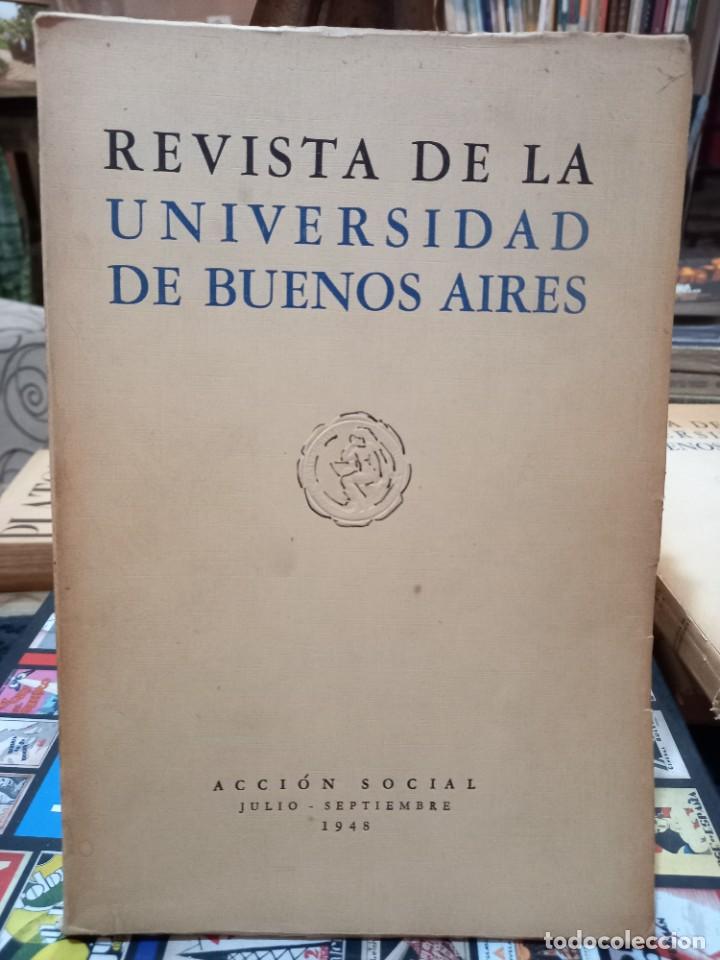 REVISTA DE LA
UNIVERSIDAD
DE BUENOS AIRES
ACCIÓN SOCIAL
JULIO - SEPTIEMBRE
1948
todocoleccion